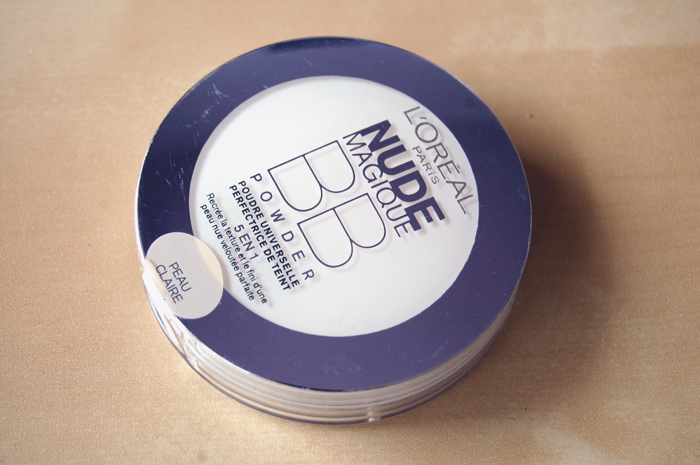 L'ORÉAL
PARIS
NUDE
MAGIQUE
BB
POWDER
POUDRE UNIVERSELLE
PERFECTRICE DE TEINT
5 EN 1
Recrée la texture et le fini d'une
peau nue veloutée parfaite
PEAU
CLAIRE